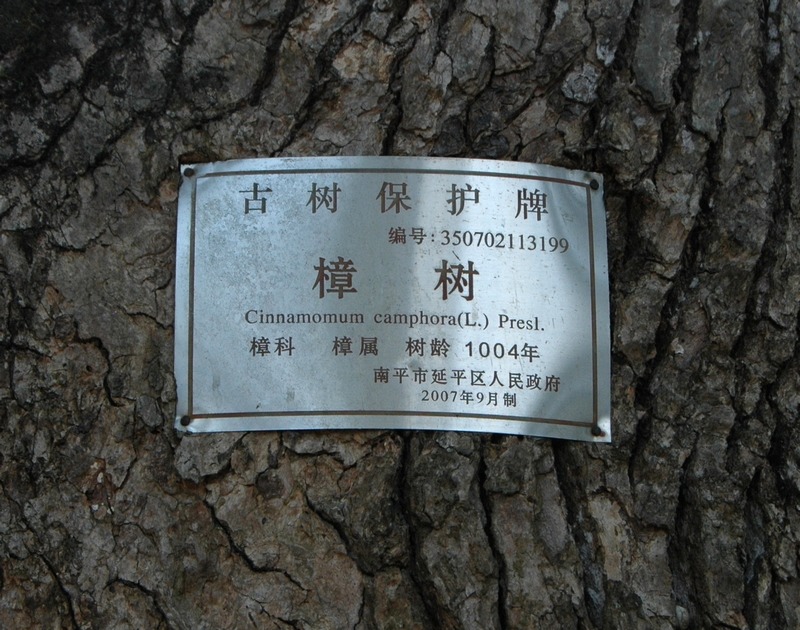 古树保护牌
编号:350702113199
樟树
Cinnamomum camphora(L.) Presl.
樟科 樟属 树龄 1004年
南平市延平区人民政府
2007年9月制